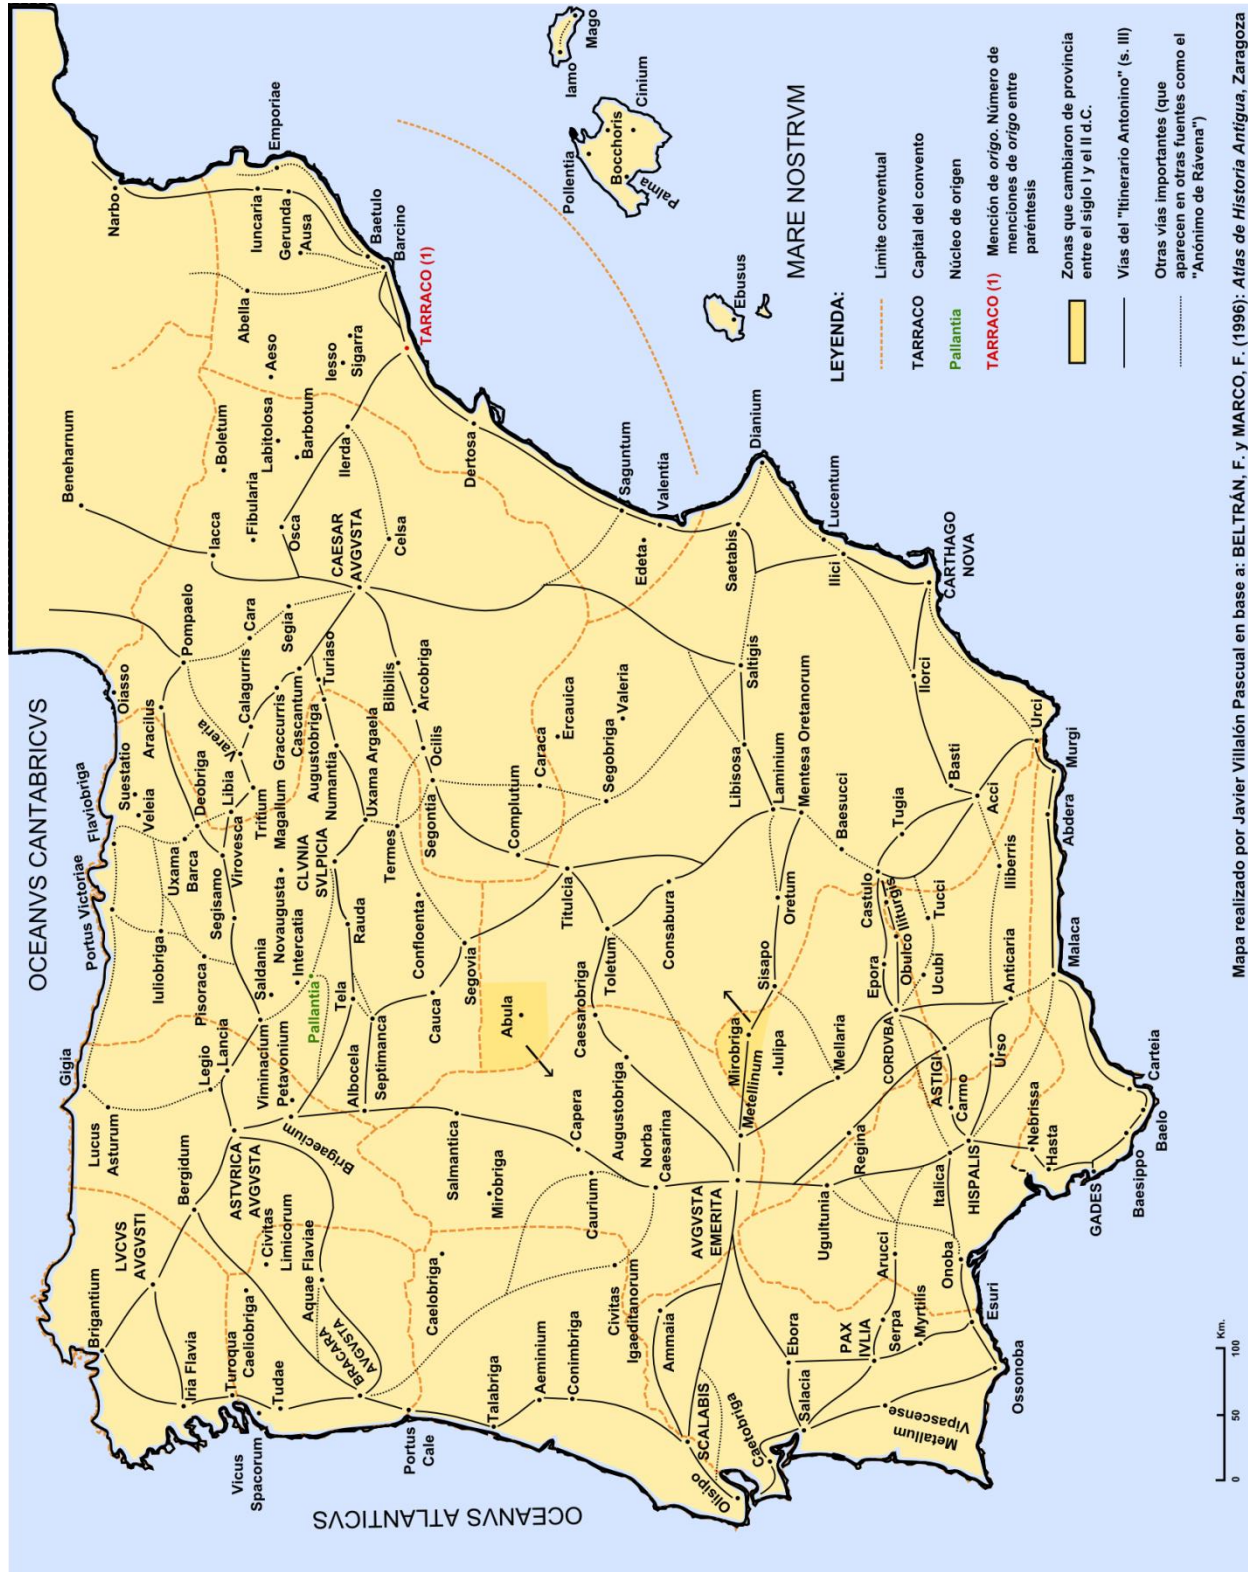 OCEANVS CANTABRICVS
OCEANVS ATLANTICVS
MARE NOSTRVM
Brigantium
LVCVS
AVGVSTI
Iria Flavia
Turoqua
Caeliobriga
Vicus
Spacorum
Tudae
BRACARA
AVGVSTA
Aquae Flaviae
Civitas
Limicorum
Bergidum
ASTVRICA
AVGVSTA
Lucus
Asturum
Gigia
Legio
Lancia
Brigaecium
Petavonium
Viminacium
Saldania
Intercatia
Pallantia
Novaugusta
Tela
Albocela
Septimanca
Cauca
Segovia
Confloenta
Rauda
CLVNIA
SVLPICIA
Pisoraca
Iuliobriga
Portus Victoriae
Flaviobriga
Segisamo
Virovesca
Uxama
Barca
Deobriga
Veleia
Suestatio
Libia
Tritium
Magallum
Vareria
Aracilus
Oiasso
Pompaelo
Calagurris
Graccurris
Cascantum
Augustobriga
Numantia
Uxama Argaela
Termes
Segontia
Ocilis
Arcobriga
Bilbilis
Turiaso
Segia
Cara
Iacca
Beneharnum
Fibularia
Osca
CAESAR
AVGVSTA
Celsa
Boletum
Labitolosa
Barbotum
Ilerda
Aeso
Iesso
Sigarra
Abella
Narbo
Emporiae
Iuncaria
Gerunda
Ausa
Baetulo
Barcino
TARRACO (1)
Dertosa
Saguntum
Valentia
Edeta
Dianium
Saetabis
Lucentum
Ilici
CARTHAGO
NOVA
Ilorci
Saltigis
Libisosa
Laminium
Mentesa Oretanorum
Valeria
Ercauica
Caraca
Segobriga
Complutum
Titulcia
Toletum
Consabura
Caesarobriga
Abula
Augustobriga
Salmantica
Mirobriga
Capera
Caurium
Norba
Caesarina
Caelobriga
Portus
Cale
Talabriga
Aeminium
Conimbriga
Civitas
Igaeditanorum
Ammaia
SCALABIS
Olisipo
Caetobriga
Salacia
Ebora
PAX
IVLIA
Serpa
Myrtilis
Arucci
Metallum
Vipascense
Ossonoba
Esuri
Onoba
AVGVSTA
EMERITA
Metellinum
Mirobriga
Iulipa
Sisapo
Oretum
Mellaria
Regina
Ugultunia
Italica
HISPALIS
Carmo
ASTIGI
CORDVBA
Epora
Obulco
Iliturgis
Castulo
Baesucci
Tugia
Tucci
Ucubi
Anticaria
Urso
Iliberris
Acci
Basti
Urci
Murgi
Abdera
Malaca
Carteia
Baelo
Baesippo
GADES
Hasta
Nebrissa
Iamo
Mago
Pollentia
Bocchoris
Cinium
Palma
Ebusus
LEYENDA:
Límite conventual
TARRACO
Capital del convento
Pallantia
Núcleo de origen
TARRACO (1)
Mención de origo. Número de
menciones de origo entre
paréntesis
Zonas que cambiaron de provincia
entre el siglo I y el II d.C.
Vías del "Itinerario Antonino" (s. III)
Otras vías importantes (que
aparecen en otras fuentes como el
"Anónimo de Rávena")
0 50 100
Km.
Mapa realizado por Javier Villalón Pascual en base a: BELTRÁN, F. y MARCO, F. (1996): Atlas de Historia Antigua, Zaragoza